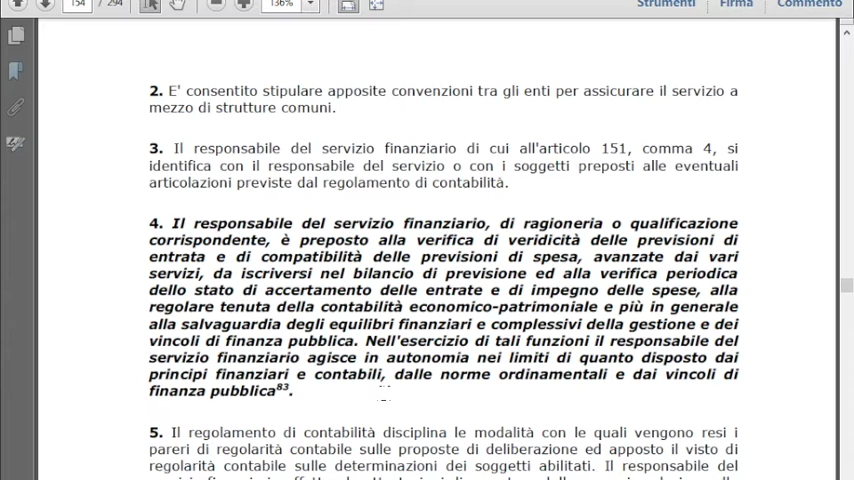 154 / 294 136% Strumenti Firma Commento
2. E' consentito stipulare apposite convenzioni tra gli enti per assicurare il servizio a
mezzo di strutture comuni.
3. Il responsabile del servizio finanziario di cui all'articolo 151, comma 4, si
identifica con il responsabile del servizio o con i soggetti preposti alle eventuali
articolazioni previste dal regolamento di contabilità.
4. Il responsabile del servizio finanziario, di ragioneria o qualificazione
corrispondente, è preposto alla verifica di veridicità delle previsioni di
entrata e di compatibilità delle previsioni di spesa, avanzate dai vari
servizi, da iscriversi nel bilancio di previsione ed alla verifica periodica
dello stato di accertamento delle entrate e di impegno delle spese, alla
regolare tenuta della contabilità economico-patrimoniale e più in generale
alla salvaguardia degli equilibri finanziari e complessivi della gestione e dei
vincoli di finanza pubblica. Nell'esercizio di tali funzioni il responsabile del
servizio finanziario agisce in autonomia nei limiti di quanto disposto dai
principi finanziari e contabili, dalle norme ordinamentali e dai vincoli di
finanza pubblica83.
5. Il regolamento di contabilità disciplina le modalità con le quali vengono resi i
pareri di regolarità contabile sulle proposte di deliberazione ed apposto il visto di
regolarità contabile sulle determinazioni dei soggetti abilitati. Il responsabile del